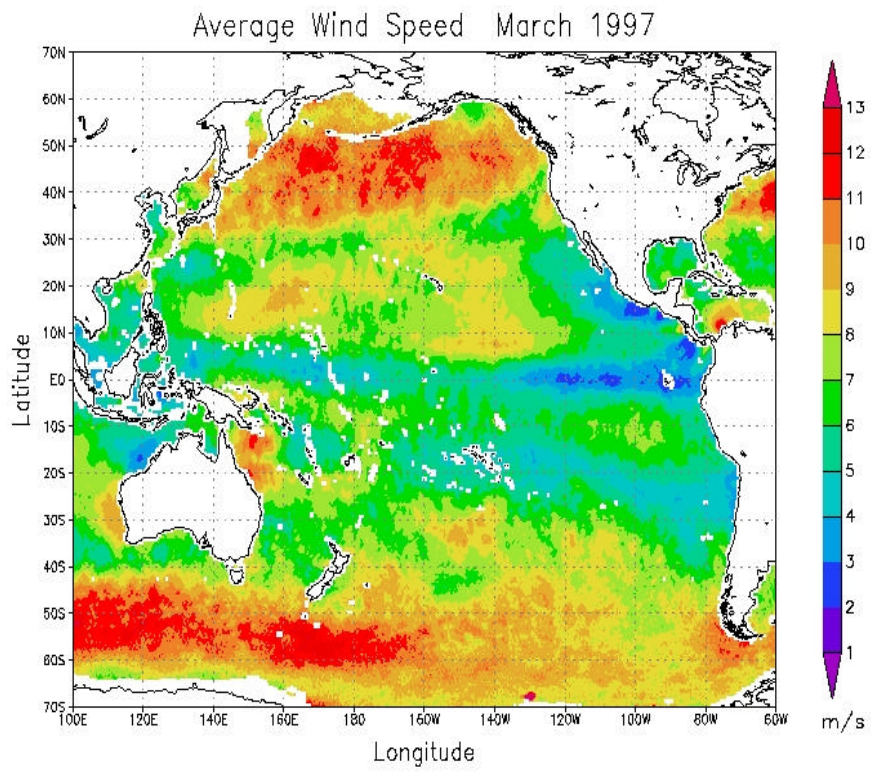 Average Wind Speed March 1997
70N
60N
50N
40N
30N
20N
10N
EQ
10S
20S
30S
40S
50S
60S
70S
Latitude
100E 120E 140E 160E 180 160W 140W 120W 100W 80W 60W
Longitude
13
12
11
10
9
8
7
6
5
4
3
2
1
m/s